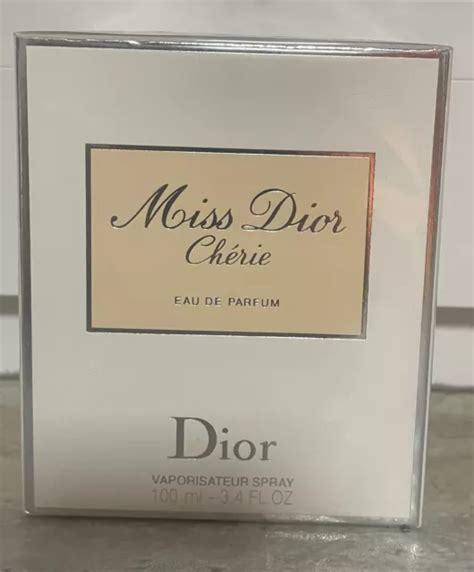 Miss Dior
Chérie
EAU DE PARFUM
Dior
VAPORISATEUR SPRAY
100 ml - 3.4 FL OZ